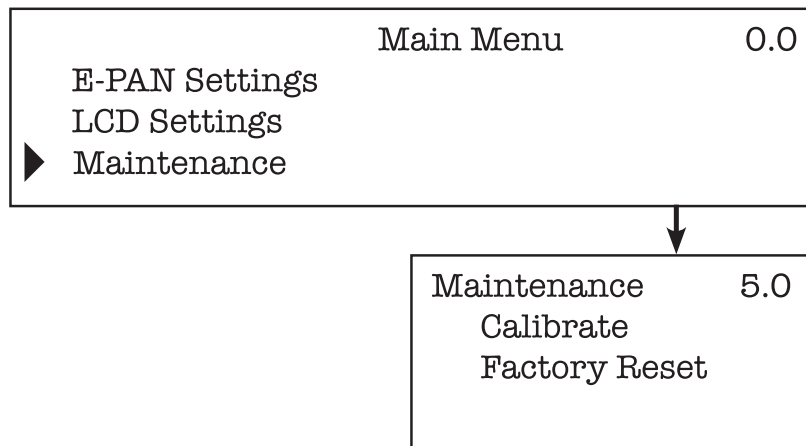 Main Menu 0.0
E-PAN Settings
LCD Settings
Maintenance
Maintenance 5.0
Calibrate
Factory Reset